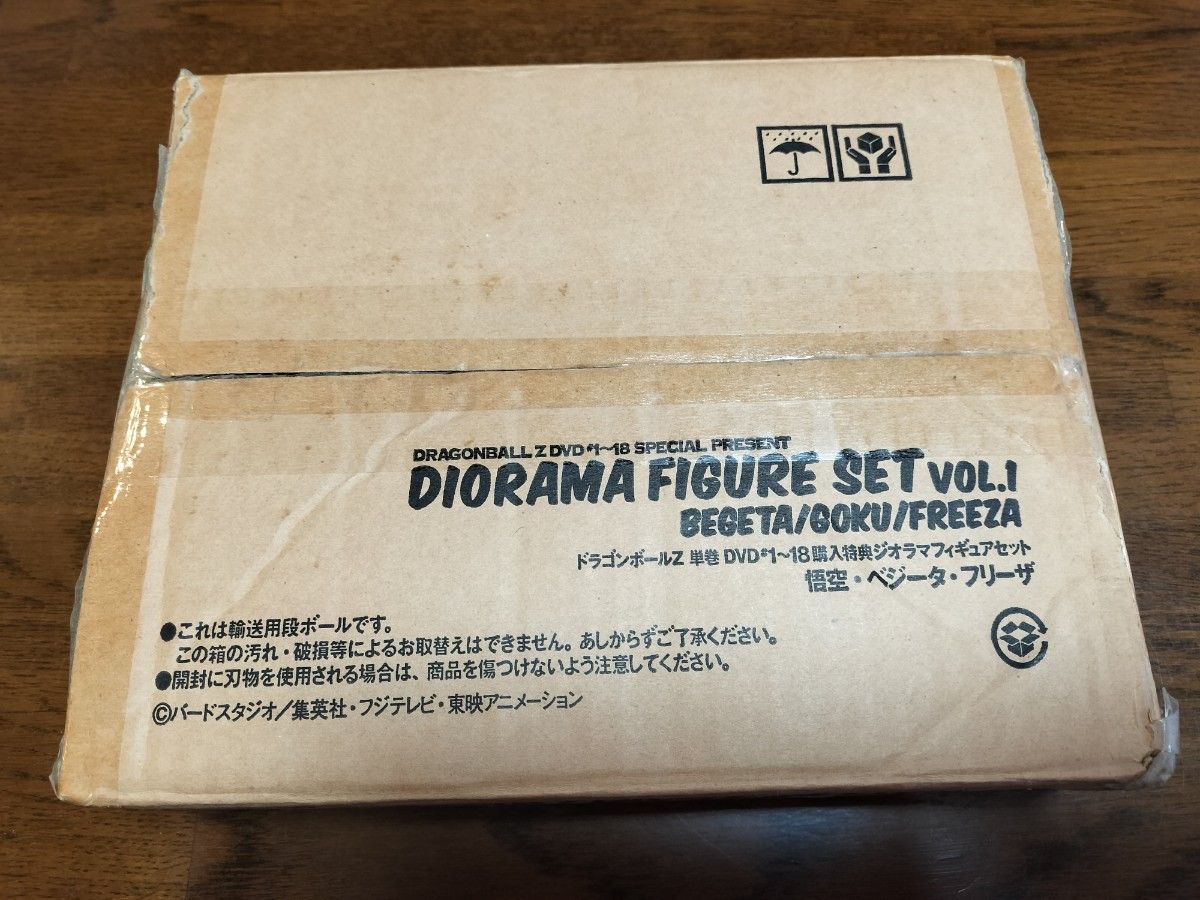 DRAGONBALL Z DVD #1~18 SPECIAL PRESENT
DIORAMA FIGURE SET VOL.1
BEGETA/GOKU/FREEZA
ドラゴンボールZ 単巻 DVD #1~18 購入特典ジオラマフィギュアセット
悟空・ベジータ・フリーザ
●これは輸送用段ボールです。
この箱の汚れ・破損等によるお取替えはできません。あしからずご了承ください。
●開封に刃物を使用される場合は、商品を傷つけないよう注意してください。
©バードスタジオ/集英社・フジテレビ・東映アニメーション